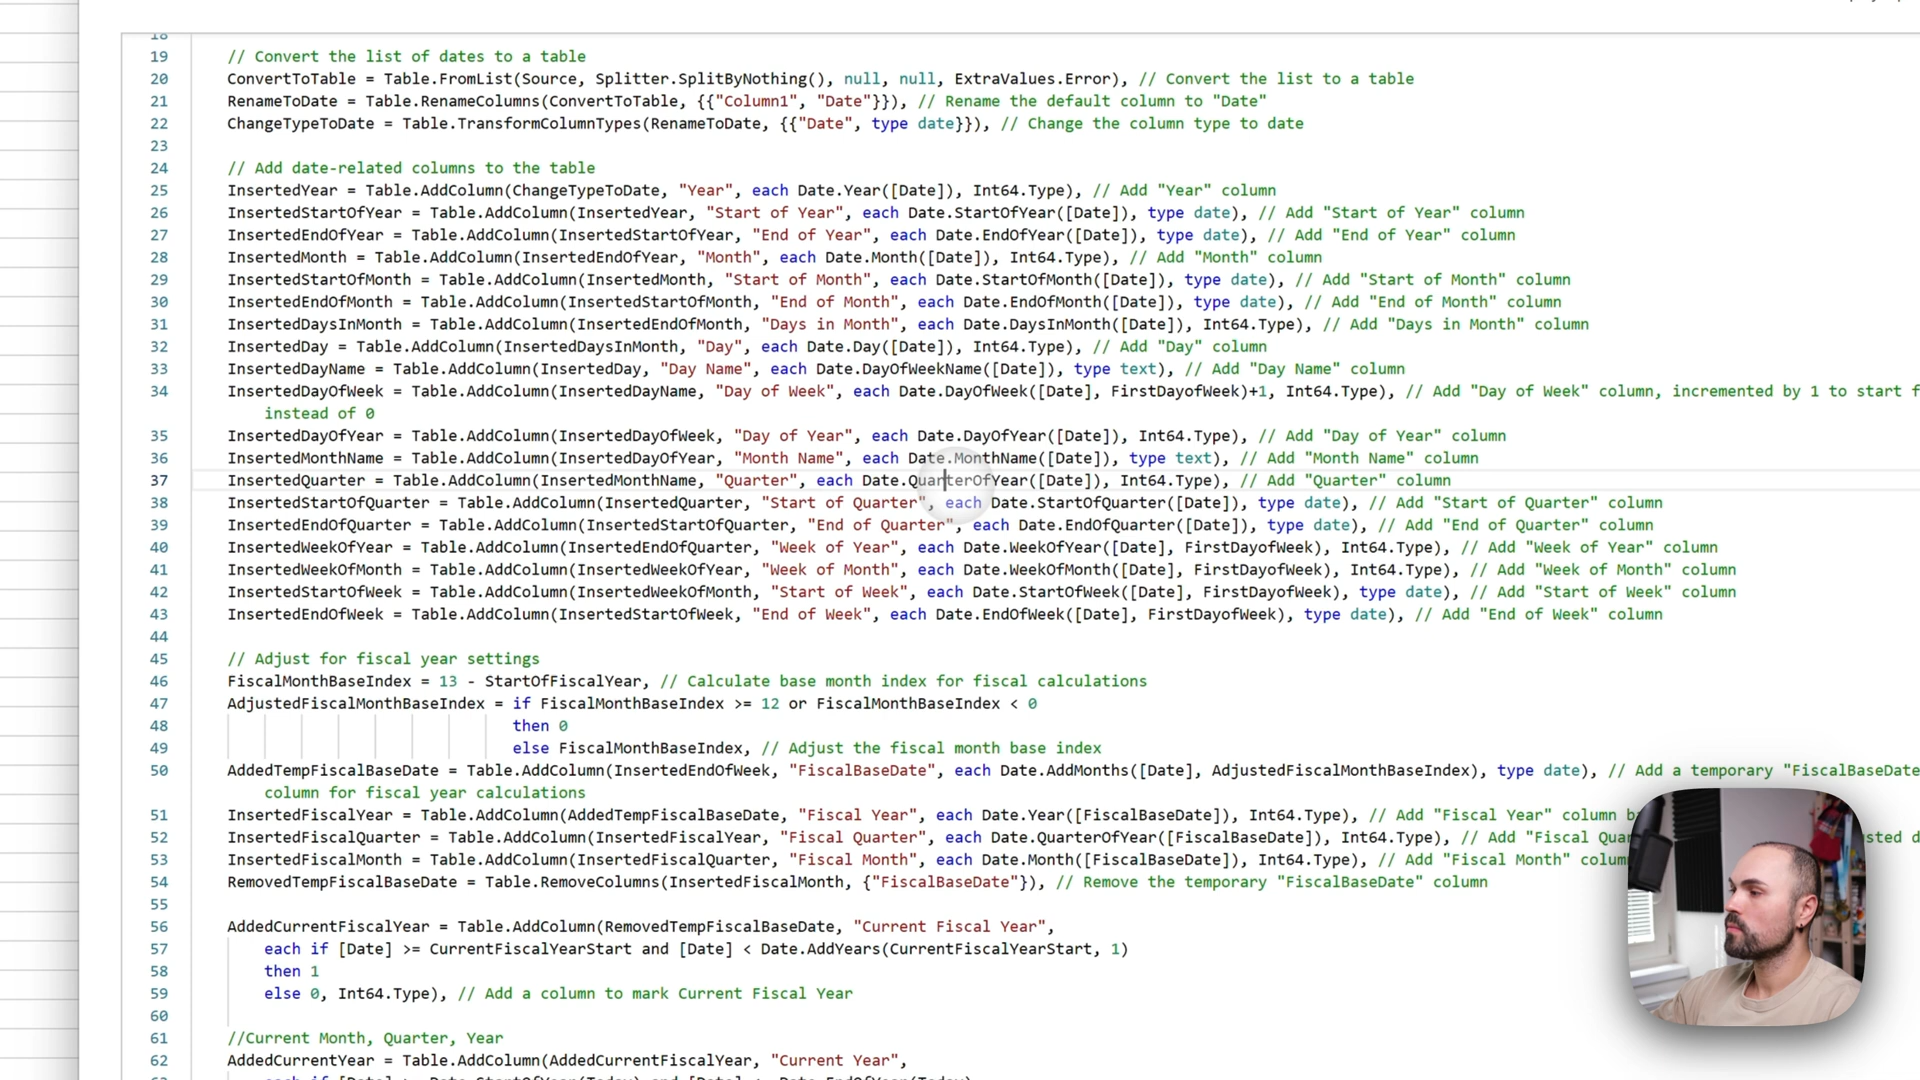 18
19 // Convert the list of dates to a table
20 ConvertToTable = Table.FromList(Source, Splitter.SplitByNothing(), null, null, ExtraValues.Error), // Convert the list to a table
21 RenameToDate = Table.RenameColumns(ConvertToTable, {{"Column1", "Date"}}), // Rename the default column to "Date"
22 ChangeTypeToDate = Table.TransformColumnTypes(RenameToDate, {{"Date", type date}}), // Change the column type to date
23
24 // Add date-related columns to the table
25 InsertedYear = Table.AddColumn(ChangeTypeToDate, "Year", each Date.Year([Date]), Int64.Type), // Add "Year" column
26 InsertedStartOfYear = Table.AddColumn(InsertedYear, "Start of Year", each Date.StartOfYear([Date]), type date), // Add "Start of Year" column
27 InsertedEndOfYear = Table.AddColumn(InsertedStartOfYear, "End of Year", each Date.EndOfYear([Date]), type date), // Add "End of Year" column
28 InsertedMonth = Table.AddColumn(InsertedEndOfYear, "Month", each Date.Month([Date]), Int64.Type), // Add "Month" column
29 InsertedStartOfMonth = Table.AddColumn(InsertedMonth, "Start of Month", each Date.StartOfMonth([Date]), type date), // Add "Start of Month" column
30 InsertedEndOfMonth = Table.AddColumn(InsertedStartOfMonth, "End of Month", each Date.EndOfMonth([Date]), type date), // Add "End of Month" column
31 InsertedDaysInMonth = Table.AddColumn(InsertedEndOfMonth, "Days in Month", each Date.DaysInMonth([Date]), Int64.Type), // Add "Days in Month" column
32 InsertedDay = Table.AddColumn(InsertedDaysInMonth, "Day", each Date.Day([Date]), Int64.Type), // Add "Day" column
33 InsertedDayName = Table.AddColumn(InsertedDay, "Day Name", each Date.DayOfWeekName([Date]), type text), // Add "Day Name" column
34 InsertedDayOfWeek = Table.AddColumn(InsertedDayName, "Day of Week", each Date.DayOfWeek([Date], FirstDayofWeek)+1, Int64.Type), // Add "Day of Week" column, incremented by 1 to start f
instead of 0
35 InsertedDayOfYear = Table.AddColumn(InsertedDayOfWeek, "Day of Year", each Date.DayOfYear([Date]), Int64.Type), // Add "Day of Year" column
36 InsertedMonthName = Table.AddColumn(InsertedDayOfYear, "Month Name", each Date.MonthName([Date]), type text), // Add "Month Name" column
37 InsertedQuarter = Table.AddColumn(InsertedMonthName, "Quarter", each Date.QuarterOfYear([Date]), Int64.Type), // Add "Quarter" column
38 InsertedStartOfQuarter = Table.AddColumn(InsertedQuarter, "Start of Quarter", each Date.StartOfQuarter([Date]), type date), // Add "Start of Quarter" column
39 InsertedEndOfQuarter = Table.AddColumn(InsertedStartOfQuarter, "End of Quarter", each Date.EndOfQuarter([Date]), type date), // Add "End of Quarter" column
40 InsertedWeekOfYear = Table.AddColumn(InsertedEndOfQuarter, "Week of Year", each Date.WeekOfYear([Date], FirstDayofWeek), Int64.Type), // Add "Week of Year" column
41 InsertedWeekOfMonth = Table.AddColumn(InsertedWeekOfYear, "Week of Month", each Date.WeekOfMonth([Date], FirstDayofWeek), Int64.Type), // Add "Week of Month" column
42 InsertedStartOfWeek = Table.AddColumn(InsertedWeekOfMonth, "Start of Week", each Date.StartOfWeek([Date], FirstDayofWeek), type date), // Add "Start of Week" column
43 InsertedEndOfWeek = Table.AddColumn(InsertedStartOfWeek, "End of Week", each Date.EndOfWeek([Date], FirstDayofWeek), type date), // Add "End of Week" column
44
45 // Adjust for fiscal year settings
46 FiscalMonthBaseIndex = 13 - StartOfFiscalYear, // Calculate base month index for fiscal calculations
47 AdjustedFiscalMonthBaseIndex = if FiscalMonthBaseIndex >= 12 or FiscalMonthBaseIndex < 0
48 then 0
49 else FiscalMonthBaseIndex, // Adjust the fiscal month base index
50 AddedTempFiscalBaseDate = Table.AddColumn(InsertedEndOfWeek, "FiscalBaseDate", each Date.AddMonths([Date], AdjustedFiscalMonthBaseIndex), type date), // Add a temporary "FiscalBaseDate
column for fiscal year calculations
51 InsertedFiscalYear = Table.AddColumn(AddedTempFiscalBaseDate, "Fiscal Year", each Date.Year([FiscalBaseDate]), Int64.Type), // Add "Fiscal Year" column b
52 InsertedFiscalQuarter = Table.AddColumn(InsertedFiscalYear, "Fiscal Quarter", each Date.QuarterOfYear([FiscalBaseDate]), Int64.Type), // Add "Fiscal Qua sted d
53 InsertedFiscalMonth = Table.AddColumn(InsertedFiscalQuarter, "Fiscal Month", each Date.Month([FiscalBaseDate]), Int64.Type), // Add "Fiscal Month" colum
54 RemovedTempFiscalBaseDate = Table.RemoveColumns(InsertedFiscalMonth, {"FiscalBaseDate"}), // Remove the temporary "FiscalBaseDate" column
55
56 AddedCurrentFiscalYear = Table.AddColumn(RemovedTempFiscalBaseDate, "Current Fiscal Year",
57 each if [Date] >= CurrentFiscalYearStart and [Date] < Date.AddYears(CurrentFiscalYearStart, 1)
58 then 1
59 else 0, Int64.Type), // Add a column to mark Current Fiscal Year
60
61 //Current Month, Quarter, Year
62 AddedCurrentYear = Table.AddColumn(AddedCurrentFiscalYear, "Current Year",